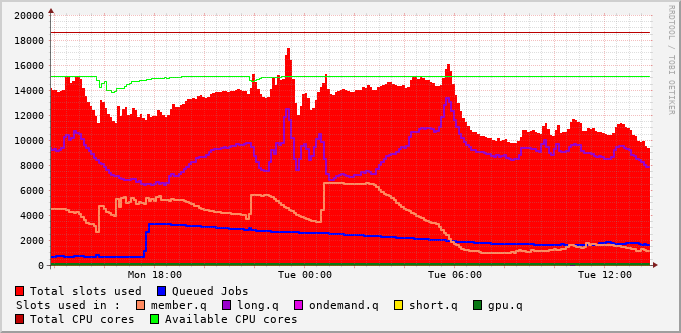 20000
18000
16000
14000
12000
10000
8000
6000
4000
2000
0
Mon 18:00 Tue 00:00 Tue 06:00 Tue 12:00
RRDTOOL / TOBI OETIKER
Total slots used Queued Jobs
Slots used in : member.q long.q ondemand.q short.q gpu.q
Total CPU cores Available CPU cores